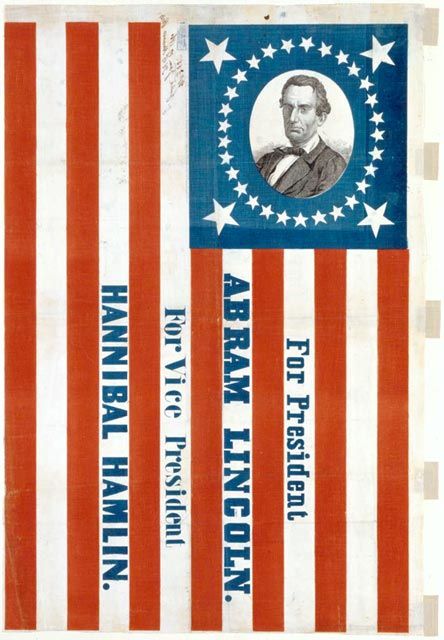 For President
ABRAM LINCOLN.
For Vice President
HANNIBAL HAMLIN.